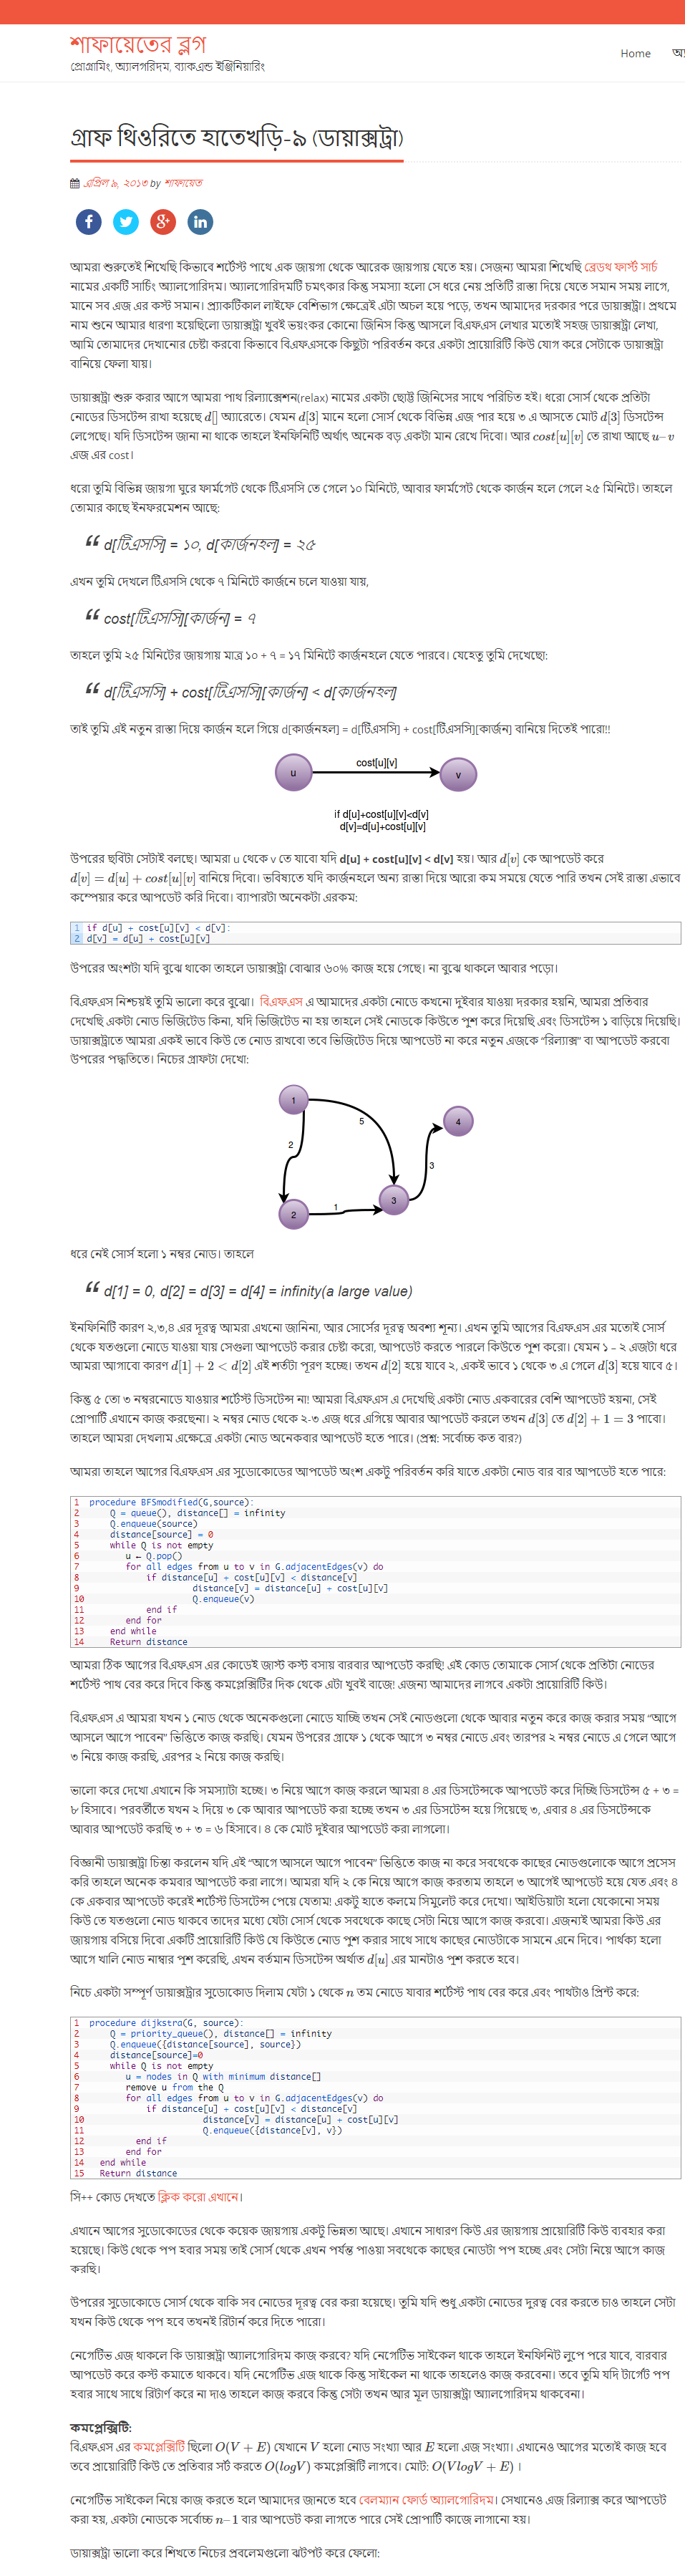 শাফায়েতের ব্লগ
প্রোগ্রামিং, অ্যালগরিদম, ব্যাকএন্ড ইঞ্জিনিয়ারিং
Home
গ্রাফ থিওরিতে হাতেখড়ি-৯ (ডায়াক্সট্রা)
এপ্রিল ৯, ২০১৩ by শাফায়েত
আমরা শুরুতেই শিখেছি কিভাবে শর্টেস্ট পাথে এক জায়গা থেকে আরেক জায়গায় যেতে হয়। সেজন্য আমরা শিখেছি ব্রেডথ ফার্স্ট সার্চ
নামের একটি সার্চিং অ্যালগোরিদম। অ্যালগোরিদমটি চমৎকার কিন্তু সমস্যা হলো সে ধরে নেয় প্রতিটি রাস্তা দিয়ে যেতে সমান সময় লাগে,
মানে সব এজ এর কস্ট সমান। প্র্যাকটিকাল লাইফে বেশিভাগ ক্ষেত্রেই এটা অচল হয়ে পড়ে, তখন আমাদের দরকার পরে ডায়াক্সট্রা। প্রথমে
নাম শুনে আমার ধারণা হয়েছিলো ডায়াক্সট্রা খুবই ভয়ংকর কোনো জিনিস কিন্তু আসলে বিএফএস লেখার মতোই সহজ ডায়াক্সট্রা লেখা,
আমি তোমাদের দেখানোর চেষ্টা করবো কিভাবে বিএফএসকে কিছুটা পরিবর্তন করে একটা প্রায়োরিটি কিউ যোগ করে সেটাকে ডায়াক্সট্রা
বানিয়ে ফেলা যায়।
ডায়াক্সট্রা শুরু করার আগে আমরা পাথ রিল্যাক্সেশন(relax) নামের একটা ছোট্ট জিনিসের সাথে পরিচিত হই। ধরো সোর্স থেকে প্রতিটা
নোডের ডিসটেন্স রাখা হয়েছে d[] অ্যারেতে। যেমন d[3] মানে হলো সোর্স থেকে বিভিন্ন এজ পার হয়ে ৩ এ আসতে মোট d[3] ডিসটেন্স
লেগেছে। যদি ডিসটেন্স জানা না থাকে তাহলে ইনফিনিটি অর্থাৎ অনেক বড় একটা মান রেখে দিবো। আর cost[u][v] তে রাখা আছে u–v
এজ এর cost।
ধরো তুমি বিভিন্ন জায়গা ঘুরে ফার্মগেট থেকে টিএসসি তে গেলে ১০ মিনিটে, আবার ফার্মগেট থেকে কার্জন হলে গেলে ২৫ মিনিটে। তাহলে
তোমার কাছে ইনফরমেশন আছে:
“ d[টিএসসি] = ১০, d[কার্জনহল] = ২৫
এখন তুমি দেখলে টিএসসি থেকে ৭ মিনিটে কার্জনে চলে যাওয়া যায়,
“ cost[টিএসসি][কার্জন] = ৭
তাহলে তুমি ২৫ মিনিটের জায়গায় মাত্র ১০ + ৭ = ১৭ মিনিটে কার্জনহলে যেতে পারবে। যেহেতু তুমি দেখেছো:
“ d[টিএসসি] + cost[টিএসসি][কার্জন] < d[কার্জনহল]
তাই তুমি এই নতুন রাস্তা দিয়ে কার্জন হলে গিয়ে d[কার্জনহল] = d[টিএসসি] + cost[টিএসসি][কার্জন] বানিয়ে দিতেই পারো!!
u
cost[u][v]
v
if d[u]+cost[u][v]<d[v]
d[v]=d[u]+cost[u][v]
উপরের ছবিটা সেটাই বলছে। আমরা u থেকে v তে যাবো যদি d[u] + cost[u][v] < d[v] হয়। আর d[v] কে আপডেট করে
d[v] = d[u] + cost[u][v] বানিয়ে দিবো। ভবিষ্যতে যদি কার্জনহলে অন্য রাস্তা দিয়ে আরো কম সময়ে যেতে পারি তখন সেই রাস্তা এভাবে
কম্পেয়ার করে আপডেট করি দিবো। ব্যাপারটা অনেকটা এরকম:
1 if d[u] + cost[u][v] < d[v]:
2 d[v] = d[u] + cost[u][v]
উপরের অংশটা যদি বুঝে থাকো তাহলে ডায়াক্সট্রা বোঝার ৬০% কাজ হয়ে গেছে। না বুঝে থাকলে আবার পড়ো।
বিএফএস নিশ্চয়ই তুমি ভালো করে বুঝো। বিএফএস এ আমাদের একটা নোডে কখনো দুইবার যাওয়া দরকার হয়নি, আমরা প্রতিবার
দেখেছি একটা নোড ভিজিটেড কিনা, যদি ভিজিটেড না হয় তাহলে সেই নোডকে কিউতে পুশ করে দিয়েছি এবং ডিসটেন্স ১ বাড়িয়ে দিয়েছি।
ডায়াক্সট্রাতে আমরা একই ভাবে কিউ তে নোড রাখবো তবে ভিজিটেড দিয়ে আপডেট না করে নতুন এজকে “রিল্যাক্স” বা আপডেট করবো
উপরের পদ্ধতিতে। নিচের গ্রাফটা দেখো:
1
5
4
2
3
3
1
2
ধরে নেই সোর্স হলো ১ নম্বর নোড। তাহলে
“ d[1] = 0, d[2] = d[3] = d[4] = infinity(a large value)
ইনফিনিটি কারণ ২,৩,৪ এর দূরত্ব আমরা এখনো জানিনা, আর সোর্সের দূরত্ব অবশ্য শূন্য। এখন তুমি আগের বিএফএস এর মতোই সোর্স
থেকে যতগুলো নোডে যাওয়া যায় সেগুলা আপডেট করার চেষ্টা করো, আপডেট করতে পারলে কিউতে পুশ করো। যেমন ১ – ২ এজটা ধরে
আমরা আগাবো কারণ d[1] + 2 < d[2] এই শর্তটা পূরণ হচ্ছে। তখন d[2] হয়ে যাবে ২, একই ভাবে ১ থেকে ৩ এ গেলে d[3] হয়ে যাবে ৫।
কিন্তু ৫ তো ৩ নম্বরনোডে যাওয়ার শর্টেস্ট ডিসটেন্স না! আমরা বিএফএস এ দেখেছি একটা নোড একবারের বেশি আপডেট হয়না, সেই
প্রোপার্টি এখানে কাজ করছেনা। ২ নম্বর নোড থেকে ২-৩ এজ ধরে এগিয়ে আবার আপডেট করলে তখন d[3] তে d[2] + 1 = 3 পাবো।
তাহলে আমরা দেখলাম এক্ষেত্রে একটা নোড অনেকবার আপডেট হতে পারে। (প্রশ্ন: সর্বোচ্চ কত বার?)
আমরা তাহলে আগের বিএফএস এর সুডোকোডের আপডেট অংশ একটু পরিবর্তন করি যাতে একটা নোড বার বার আপডেট হতে পারে:
1 procedure BFSmodified(G,source):
2 Q = queue(), distance[] = infinity
3 Q.enqueue(source)
4 distance[source] = 0
5 while Q is not empty
6 u ← Q.pop()
7 for all edges from u to v in G.adjacentEdges(v) do
8 if distance[u] + cost[u][v] < distance[v]
9 distance[v] = distance[u] + cost[u][v]
10 Q.enqueue(v)
11 end if
12 end for
13 end while
14 Return distance
আমরা ঠিক আগের বিএফএস এর কোডেই জাস্ট কস্ট বসায় বারবার আপডেট করছি! এই কোড তোমাকে সোর্স থেকে প্রতিটা নোডের
শর্টেস্ট পাথ বের করে দিবে কিন্তু কমপ্লেক্সিটির দিক থেকে এটা খুবই বাজে! এজন্য আমাদের লাগবে একটা প্রায়োরিটি কিউ।
বিএফএস এ আমরা যখন ১ নোড থেকে অনেকগুলো নোডে যাচ্ছি তখন সেই নোডগুলো থেকে আবার নতুন করে কাজ করার সময় “আগে
আসলে আগে পাবেন” ভিত্তিতে কাজ করছি। যেমন উপরের গ্রাফে ১ থেকে আগে ৩ নম্বর নোডে এবং তারপর ২ নম্বর নোডে এ গেলে আগে
৩ নিয়ে কাজ করছি, এরপর ২ নিয়ে কাজ করছি।
ভালো করে দেখো এখানে কি সমস্যাটা হচ্ছে। ৩ নিয়ে আগে কাজ করলে আমরা ৪ এর ডিসটেন্সকে আপডেট করে দিচ্ছি ডিসটেন্স ৫ + ৩ =
৮ হিসাবে। পরবর্তীতে যখন ২ দিয়ে ৩ কে আবার আপডেট করা হচ্ছে তখন ৩ এর ডিসটেন্স হয়ে গিয়েছে ৩, এবার ৪ এর ডিসটেন্সকে
আবার আপডেট করছি ৩ + ৩ = ৬ হিসাবে। ৪ কে মোট দুইবার আপডেট করা লাগলো।
বিজ্ঞানী ডায়াক্সট্রা চিন্তা করলেন যদি এই “আগে আসলে আগে পাবেন” ভিত্তিতে কাজ না করে সবথেকে কাছের নোডগুলোকে আগে প্রসেস
করি তাহলে অনেক কমবার আপডেট করা লাগে। আমরা যদি ২ কে নিয়ে আগে কাজ করতাম তাহলে ৩ আগেই আপডেট হয়ে যেত এবং ৪
কে একবার আপডেট করেই শর্টেস্ট ডিসটেন্স পেয়ে যেতাম! একটু হাতে কলমে সিমুলেট করে দেখো। আইডিয়াটা হলো যেকোনো সময়
কিউ তে যতগুলো নোড থাকবে তাদের মধ্যে যেটা সোর্স থেকে সবথেকে কাছে সেটা নিয়ে আগে কাজ করবো। এজন্যই আমরা কিউ এর
জায়গায় বসিয়ে দিবো একটি প্রায়োরিটি কিউ যে কিউতে নোড পুশ করার সাথে সাথে কাছের নোডটাকে সামনে এনে দিবে। পার্থক্য হলো
আগে খালি নোড নাম্বার পুশ করেছি, এখন বর্তমান ডিসটেন্স অর্থাত d[u] এর মানটাও পুশ করতে হবে।
নিচে একটা সম্পূর্ণ ডায়াক্সট্রার সুডোকোড দিলাম যেটা ১ থেকে n তম নোডে যাবার শর্টেস্ট পাথ বের করে এবং পাথটাও প্রিন্ট করে:
1 procedure dijkstra(G, source):
2 Q = priority_queue(), distance[] = infinity
3 Q.enqueue({distance[source], source})
4 distance[source]=0
5 while Q is not empty
6 u = nodes in Q with minimum distance[]
7 remove u from the Q
8 for all edges from u to v in G.adjacentEdges(v) do
9 if distance[u] + cost[u][v] < distance[v]
10 distance[v] = distance[u] + cost[u][v]
11 Q.enqueue({distance[v], v})
12 end if
13 end for
14 end while
15 Return distance
সি++ কোড দেখতে ক্লিক করো এখানে।
এখানে আগের সুডোকোডের থেকে কয়েক জায়গায় একটু ভিন্নতা আছে। এখানে সাধারণ কিউ এর জায়গায় প্রায়োরিটি কিউ ব্যবহার করা
হয়েছে। কিউ থেকে পপ হবার সময় তাই সোর্স থেকে এখন পর্যন্ত পাওয়া সবথেকে কাছের নোডটা পপ হচ্ছে এবং সেটা নিয়ে আগে কাজ
করছি।
উপরের সুডোকোডে সোর্স থেকে বাকি সব নোডের দূরত্ব বের করা হয়েছে। তুমি যদি শুধু একটা নোডের দুরত্ব বের করতে চাও তাহলে সেটা
যখন কিউ থেকে পপ হবে তখনই রিটার্ন করে দিতে পারো।
নেগেটিভ এজ থাকলে কি ডায়াক্সট্রা অ্যালগোরিদম কাজ করবে? যদি নেগেটিভ সাইকেল থাকে তাহলে ইনফিনিট লুপে পরে যাবে, বারবার
আপডেট করে কস্ট কমাতে থাকবে। যদি নেগেটিভ এজ থাকে কিন্তু সাইকেল না থাকে তাহলেও কাজ করবেনা। তবে তুমি যদি টার্গেট পপ
হবার সাথে সাথে রিটার্ণ করে না দাও তাহলে কাজ করবে কিন্তু সেটা তখন আর মূল ডায়াক্সট্রা অ্যালগোরিদম থাকবেনা।
কমপ্লেক্সিটি:
বিএফএস এর কমপ্লেক্সিটি ছিলো O(V + E) যেখানে V হলো নোড সংখ্যা আর E হলো এজ সংখ্যা। এখানেও আগের মতোই কাজ হবে
তবে প্রায়োরিটি কিউ তে প্রতিবার সর্ট করতে O(logV) কমপ্লেক্সিটি লাগবে। মোট: O(VlogV + E) ।
নেগেটিভ সাইকেল নিয়ে কাজ করতে হলে আমাদের জানতে হবে বেলম্যান ফোর্ড অ্যালগোরিদম। সেখানেও এজ রিল্যাক্স করে আপডেট
করা হয়, একটা নোডকে সর্বোচ্চ n–1 বার আপডেট করা লাগতে পারে সেই প্রোপার্টি কাজে লাগানো হয়।
ডায়াক্সট্রা ভালো করে শিখতে নিচের প্রবলেমগুলো ঝটপট করে ফেলো: